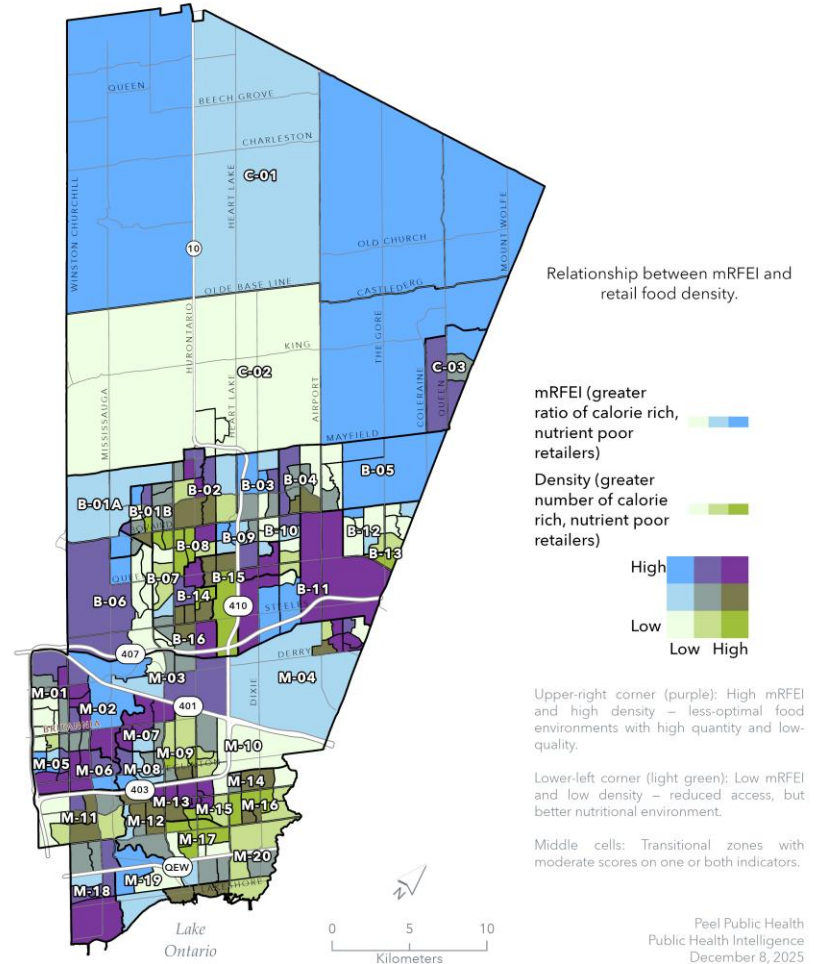 QUEEN
BEECH GROVE
CHARLESTON
C-01
WINSTON CHURCHILL
HEART LAKE
10
OLD CHURCH
MOUNT WOLFE
OLDE BASE LINE
CASTLEDERG
HURONTARIO
KING
THE GORE
C-02
C-03
MISSISSAUGA
HEART LAKE
AIRPORT
COLERAINE
QUEEN
MAYFIELD
B-01A
B-01B
B-02
B-03
B-04
B-05
B-08
B-09
B-10
B-12
B-13
QUEEN
B-07
B-15
B-06
B-14
B-11
410
STEELES
B-16
407
DERRY
M-01
M-03
M-04
DIXIE
M-02
401
BRITANNIA
M-07
M-10
M-09
M-05
M-06
M-08
M-14
403
M-13
M-15
M-16
M-11
M-12
M-17
M-20
QEW
M-18
M-19
LAKESHORE
Lake
Ontario
Relationship between mRFEI and
retail food density.
mRFEI (greater
ratio of calorie rich,
nutrient poor
retailers)
Density (greater
number of calorie
rich, nutrient poor
retailers)
High
Low
Low High
Upper-right corner (purple): High mRFEI
and high density – less-optimal food
environments with high quantity and low-
quality.
Lower-left corner (light green): Low mRFEI
and low density – reduced access, but
better nutritional environment.
Middle cells: Transitional zones with
moderate scores on one or both indicators.
N
0 5 10
Kilometers
Peel Public Health
Public Health Intelligence
December 8, 2025